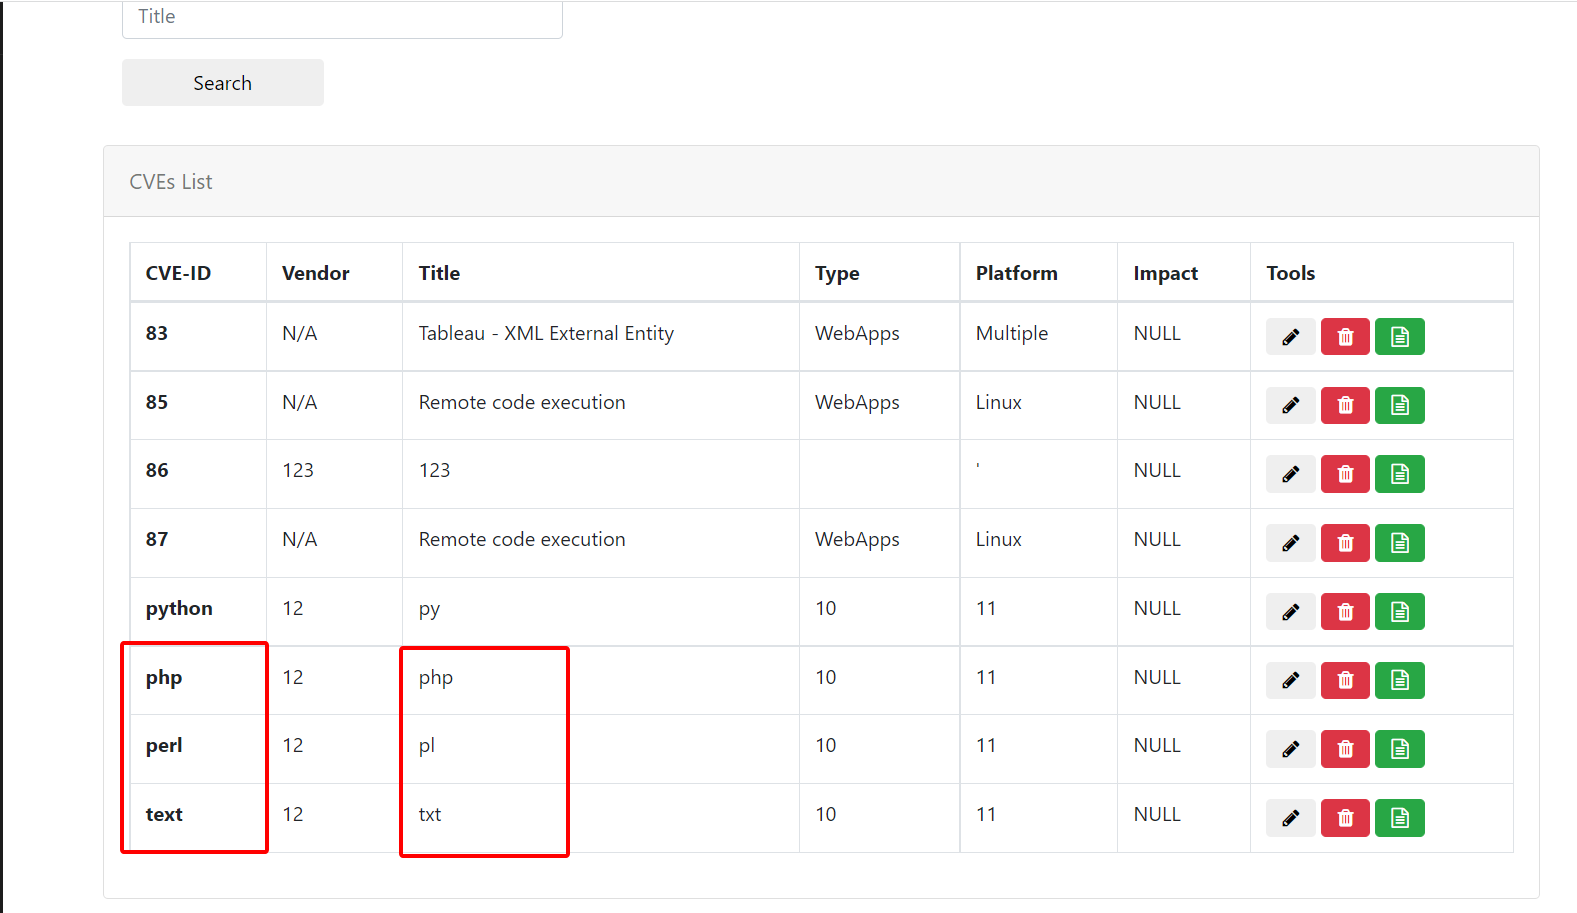 Title
Search
CVEs List
CVE-ID Vendor Title Type Platform Impact Tools
83 N/A Tableau - XML External Entity WebApps Multiple NULL
85 N/A Remote code execution WebApps Linux NULL
86 123 123 ' NULL
87 N/A Remote code execution WebApps Linux NULL
python 12 py 10 11 NULL
php 12 php 10 11 NULL
perl 12 pl 10 11 NULL
text 12 txt 10 11 NULL